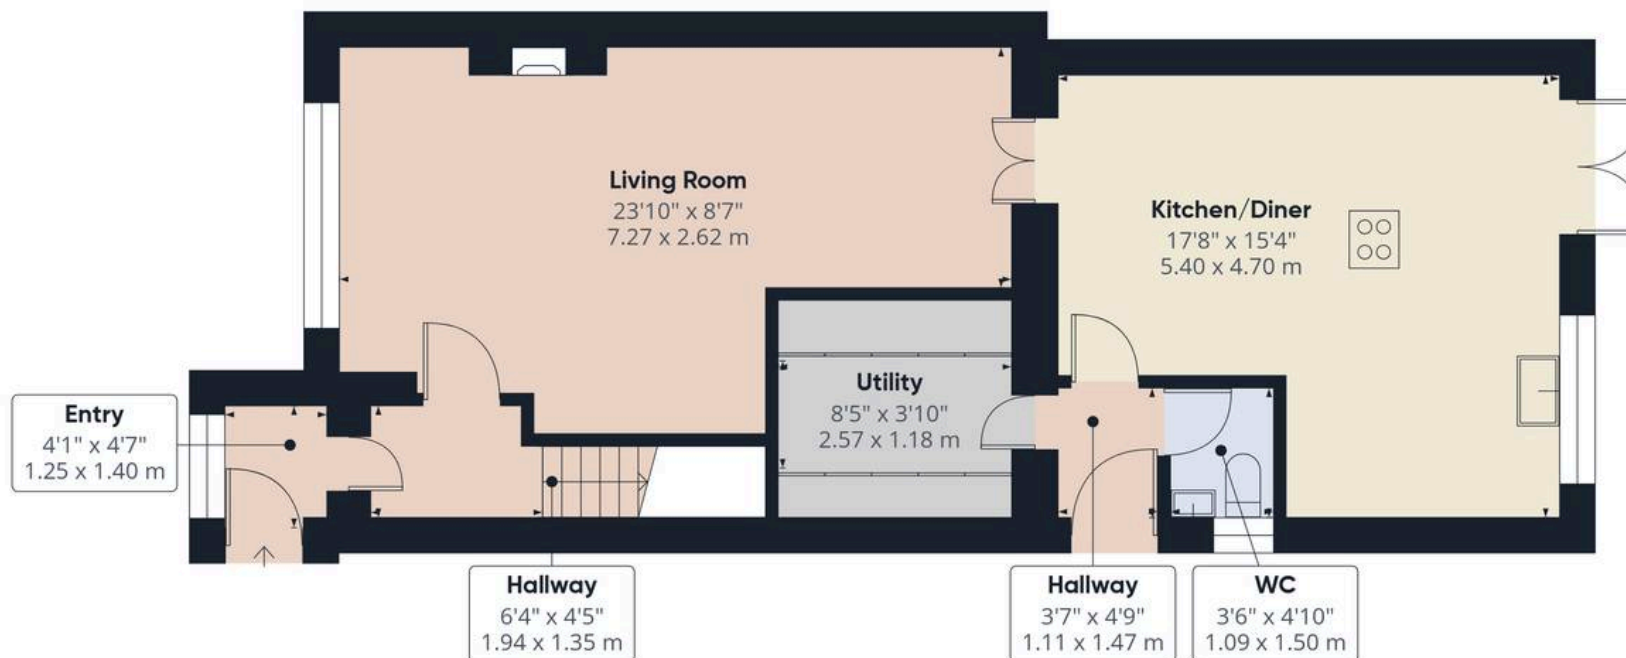 Living Room
23'10" x 8'7"
7.27 x 2.62 m
Kitchen/Diner
17'8" x 15'4"
5.40 x 4.70 m
Utility
8'5" x 3'10"
2.57 x 1.18 m
Entry
4'1" x 4'7"
1.25 x 1.40 m
Hallway
6'4" x 4'5"
1.94 x 1.35 m
Hallway
3'7" x 4'9"
1.11 x 1.47 m
WC
3'6" x 4'10"
1.09 x 1.50 m